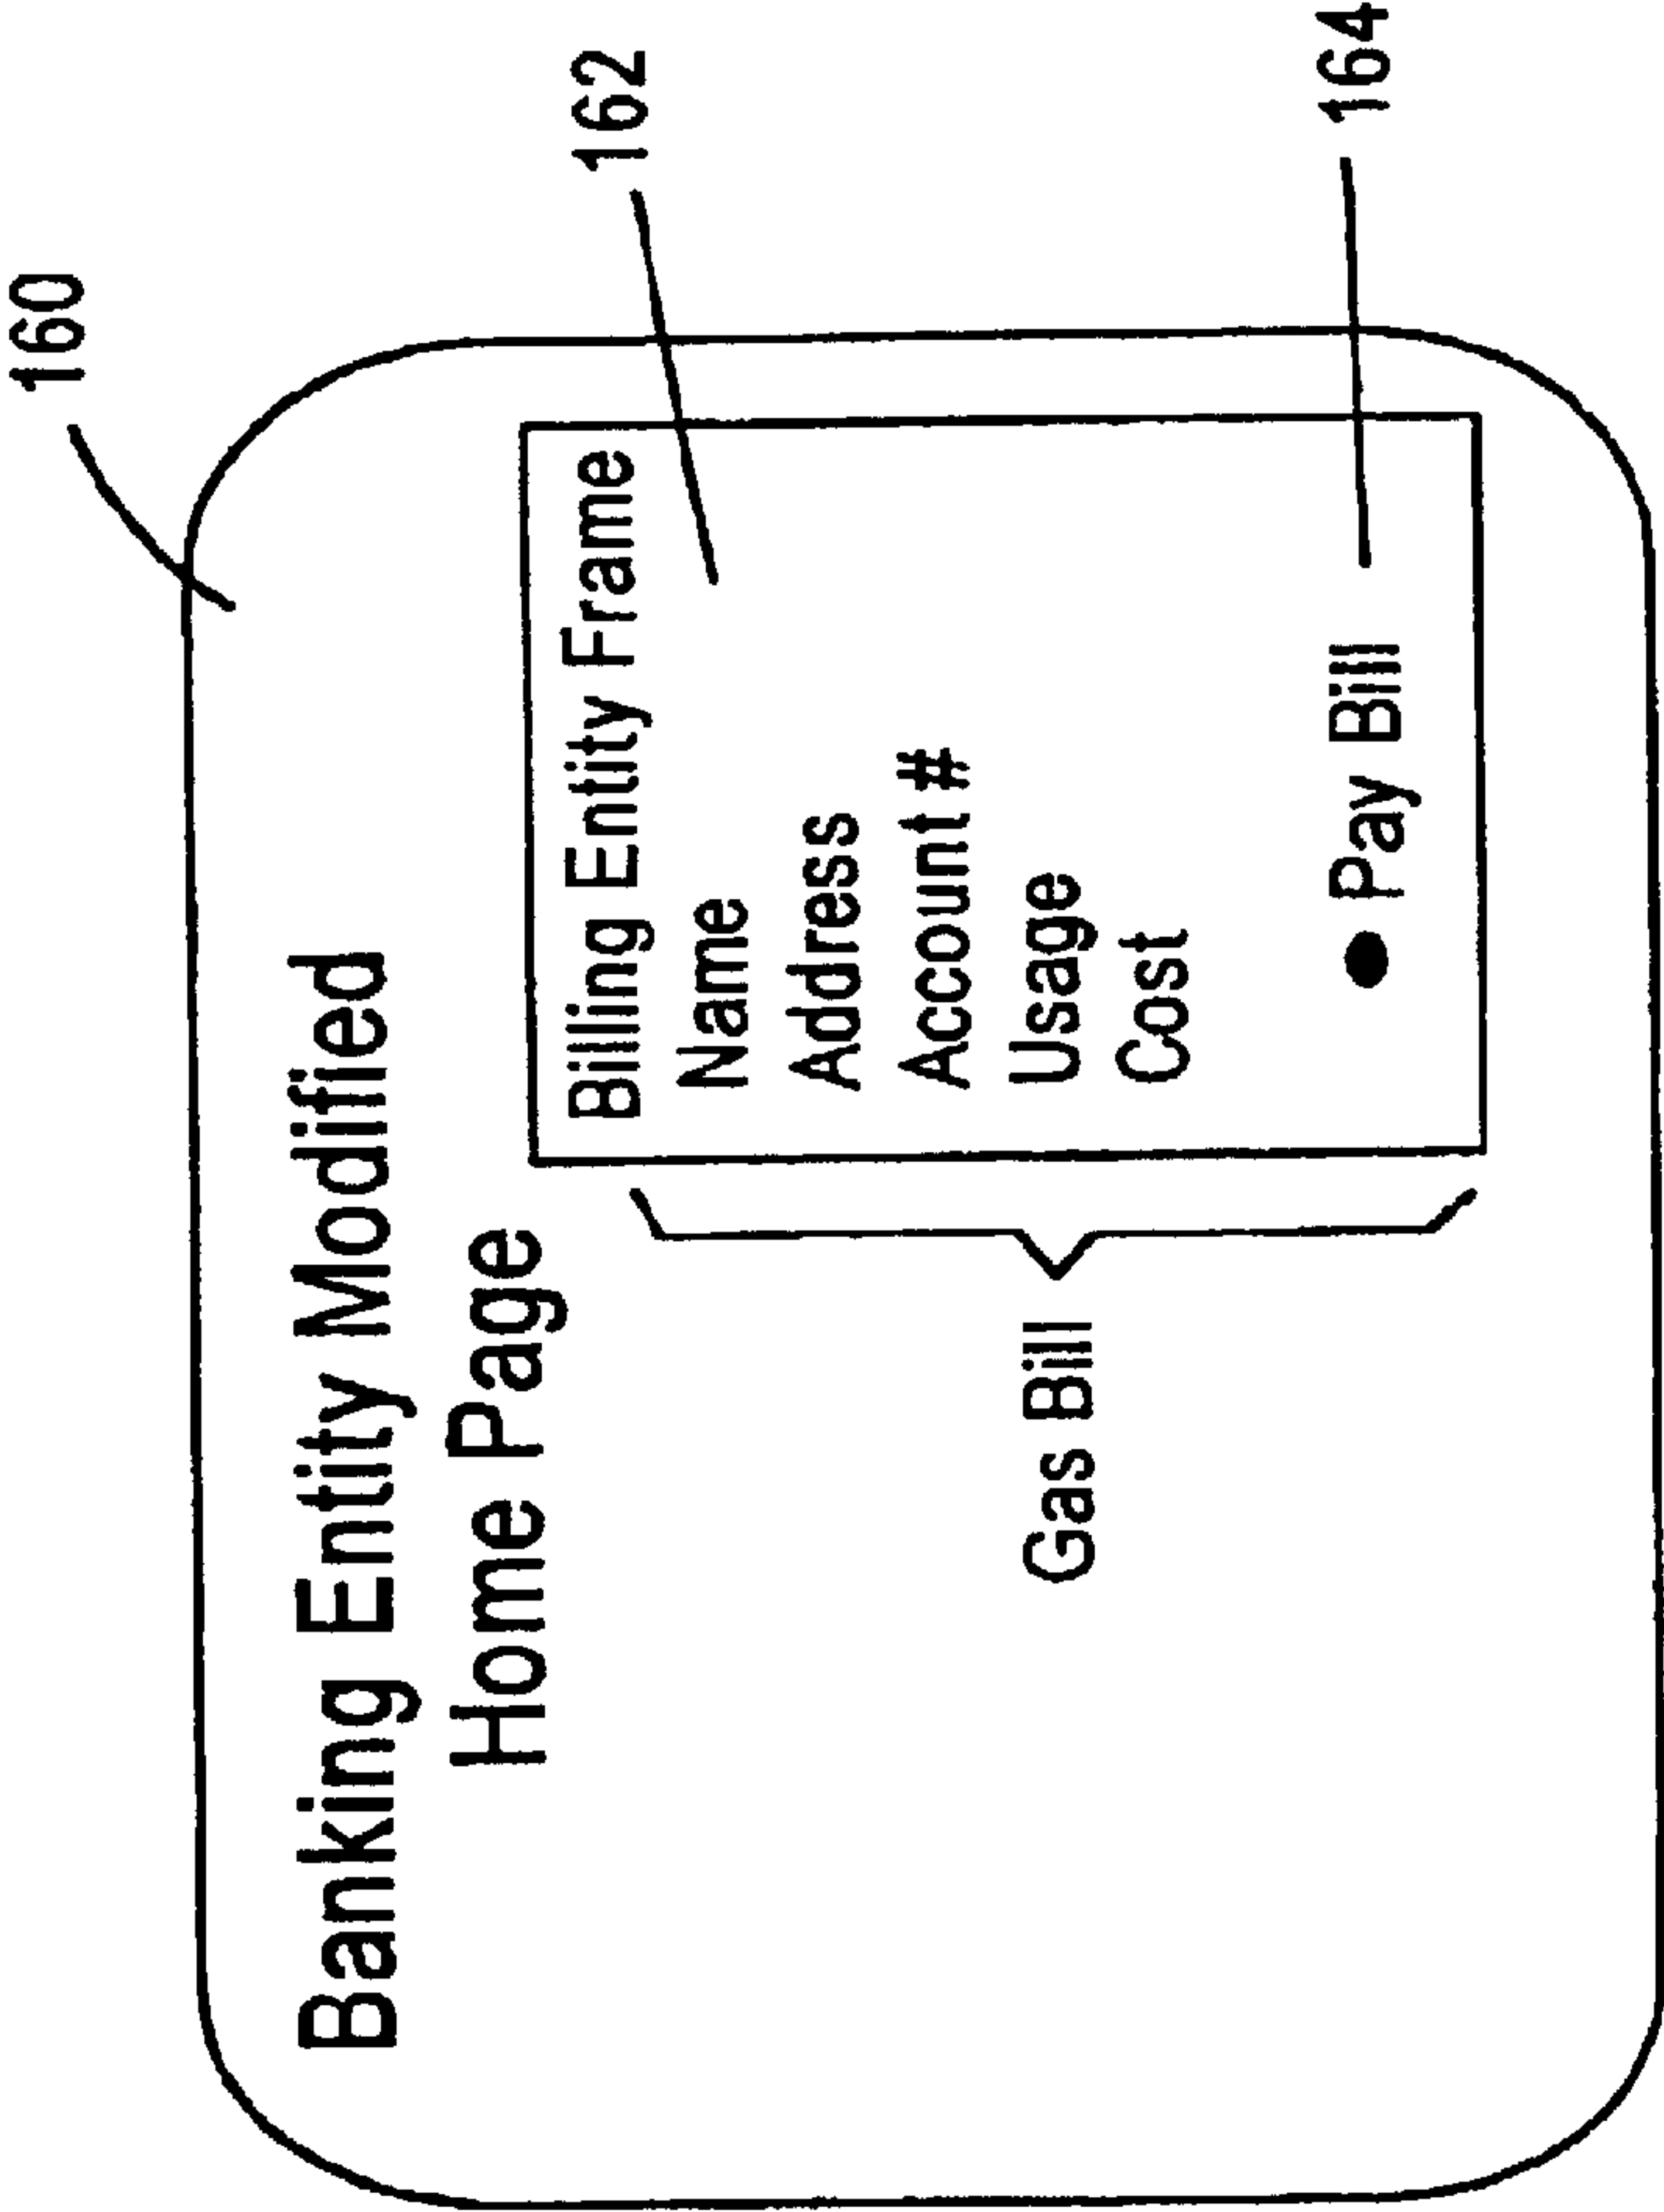 160
Banking Entity Modified
Home Page
Billing Entity Frame
162
Name
Address
Account #
Usage
Cost
Gas Bill
Pay Bill
164